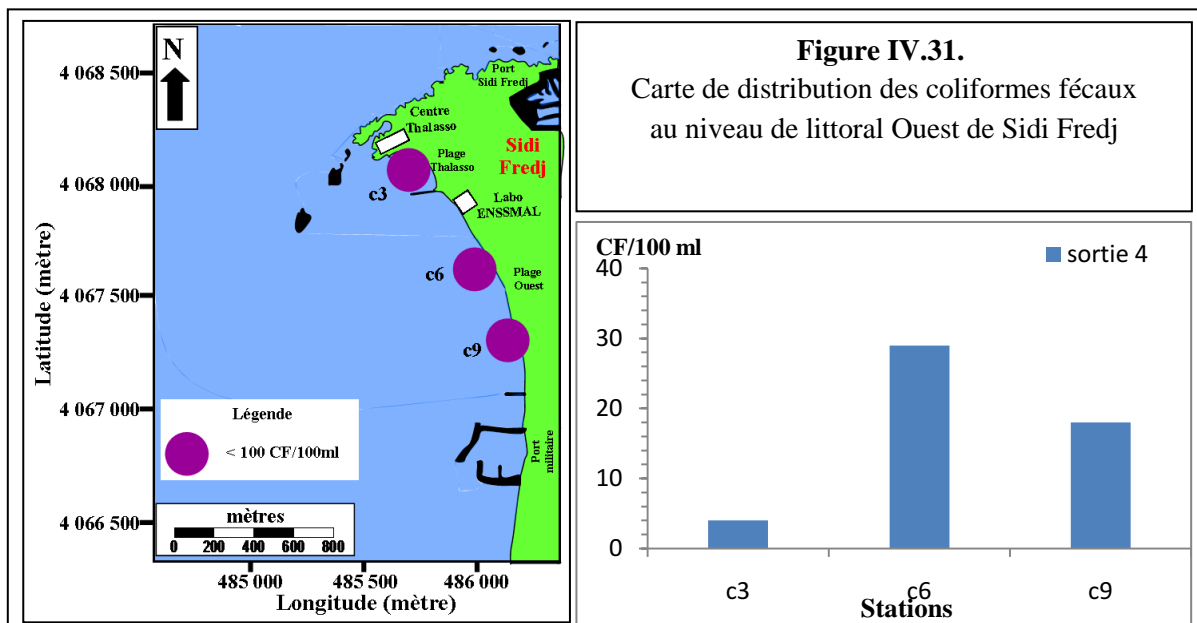 N
4 068 500
4 068 000
4 067 500
4 067 000
4 066 500
Latitude (mètre)
Port
Sidi Fredj
Centre
Thalasso
Sidi
Fredj
Plage
Thalasso
c3
Labo
ENSSMAL
c6
Plage
Ouest
c9
Port
militaire
Légende
< 100 CF/100ml
mètres
0 200 400 600 800
485 000 485 500 486 000
Longitude (mètre)
Figure IV.31.
Carte de distribution des coliformes fécaux
au niveau de littoral Ouest de Sidi Fredj
CF/100 ml
sortie 4
40
30
20
10
0
c3 c6 c9
Stations